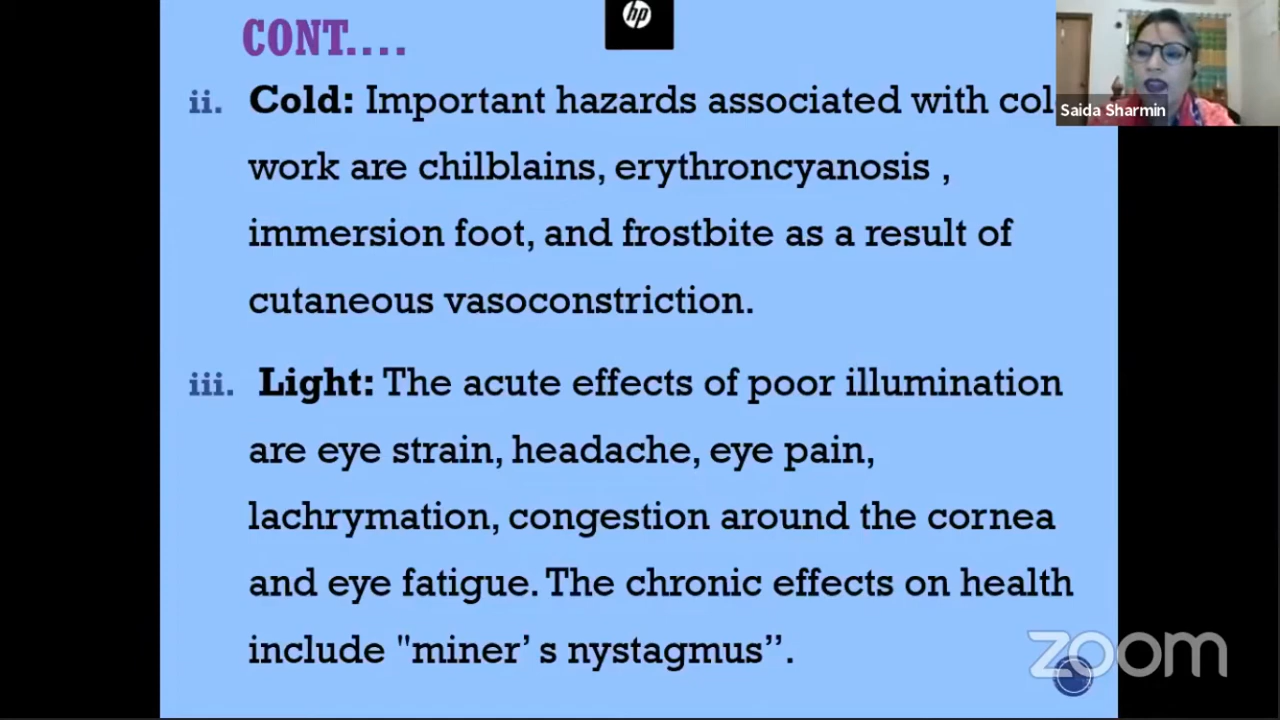 CONT....
hp
ii. Cold: Important hazards associated with col
Saida Sharmin
work are chilblains, erythroncyanosis ,
immersion foot, and frostbite as a result of
cutaneous vasoconstriction.
iii. Light: The acute effects of poor illumination
are eye strain, headache, eye pain,
lachrymation, congestion around the cornea
and eye fatigue. The chronic effects on health
include "miner’ s nystagmus”.
zoom